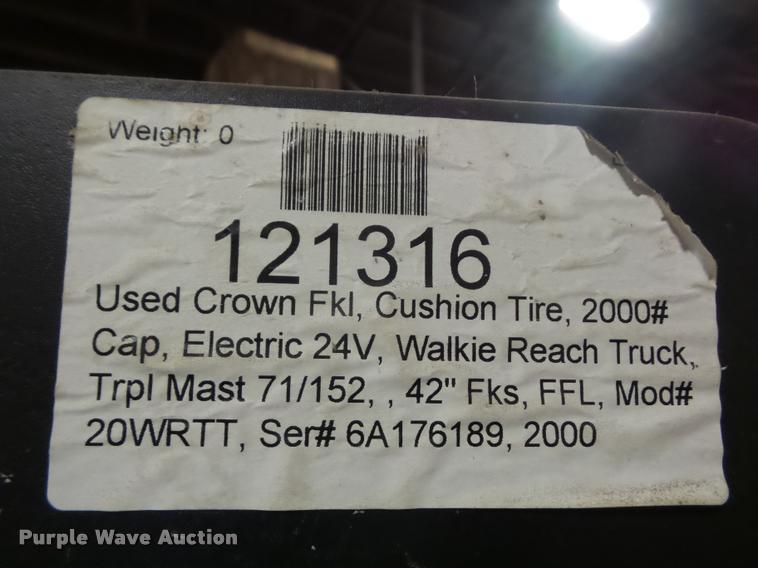 Weight: 0
121316
Used Crown Fkl, Cushion Tire, 2000#
Cap, Electric 24V, Walkie Reach Truck,
Trpl Mast 71/152, , 42" Fks, FFL, Mod#
20WRTT, Ser# 6A176189, 2000
Purple Wave Auction